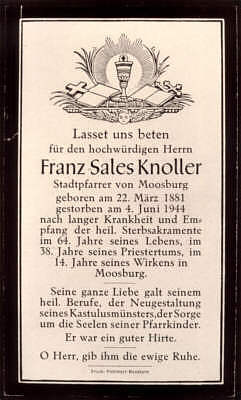 Lasset uns beten
für den hochwürdigen Herrn
Franz Sales Knoller
Stadtpfarrer von Moosburg
geboren am 22. März 1881
gestorben am 4. Juni 1944
nach langer Krankheit und Em-
pfang der heil. Sterbsakramente
im 64. Jahre seines Lebens, im
38. Jahre seines Priestertums, im
14. Jahre seines Wirkens in
Moosburg.
Seine ganze Liebe galt seinem
heil. Berufe, der Neugestaltung
seines Kastulusmünsters, der Sorge
um die Seelen seiner Pfarrkinder.
Er war ein guter Hirte.
O Herr, gib ihm die ewige Ruhe.
Druck: